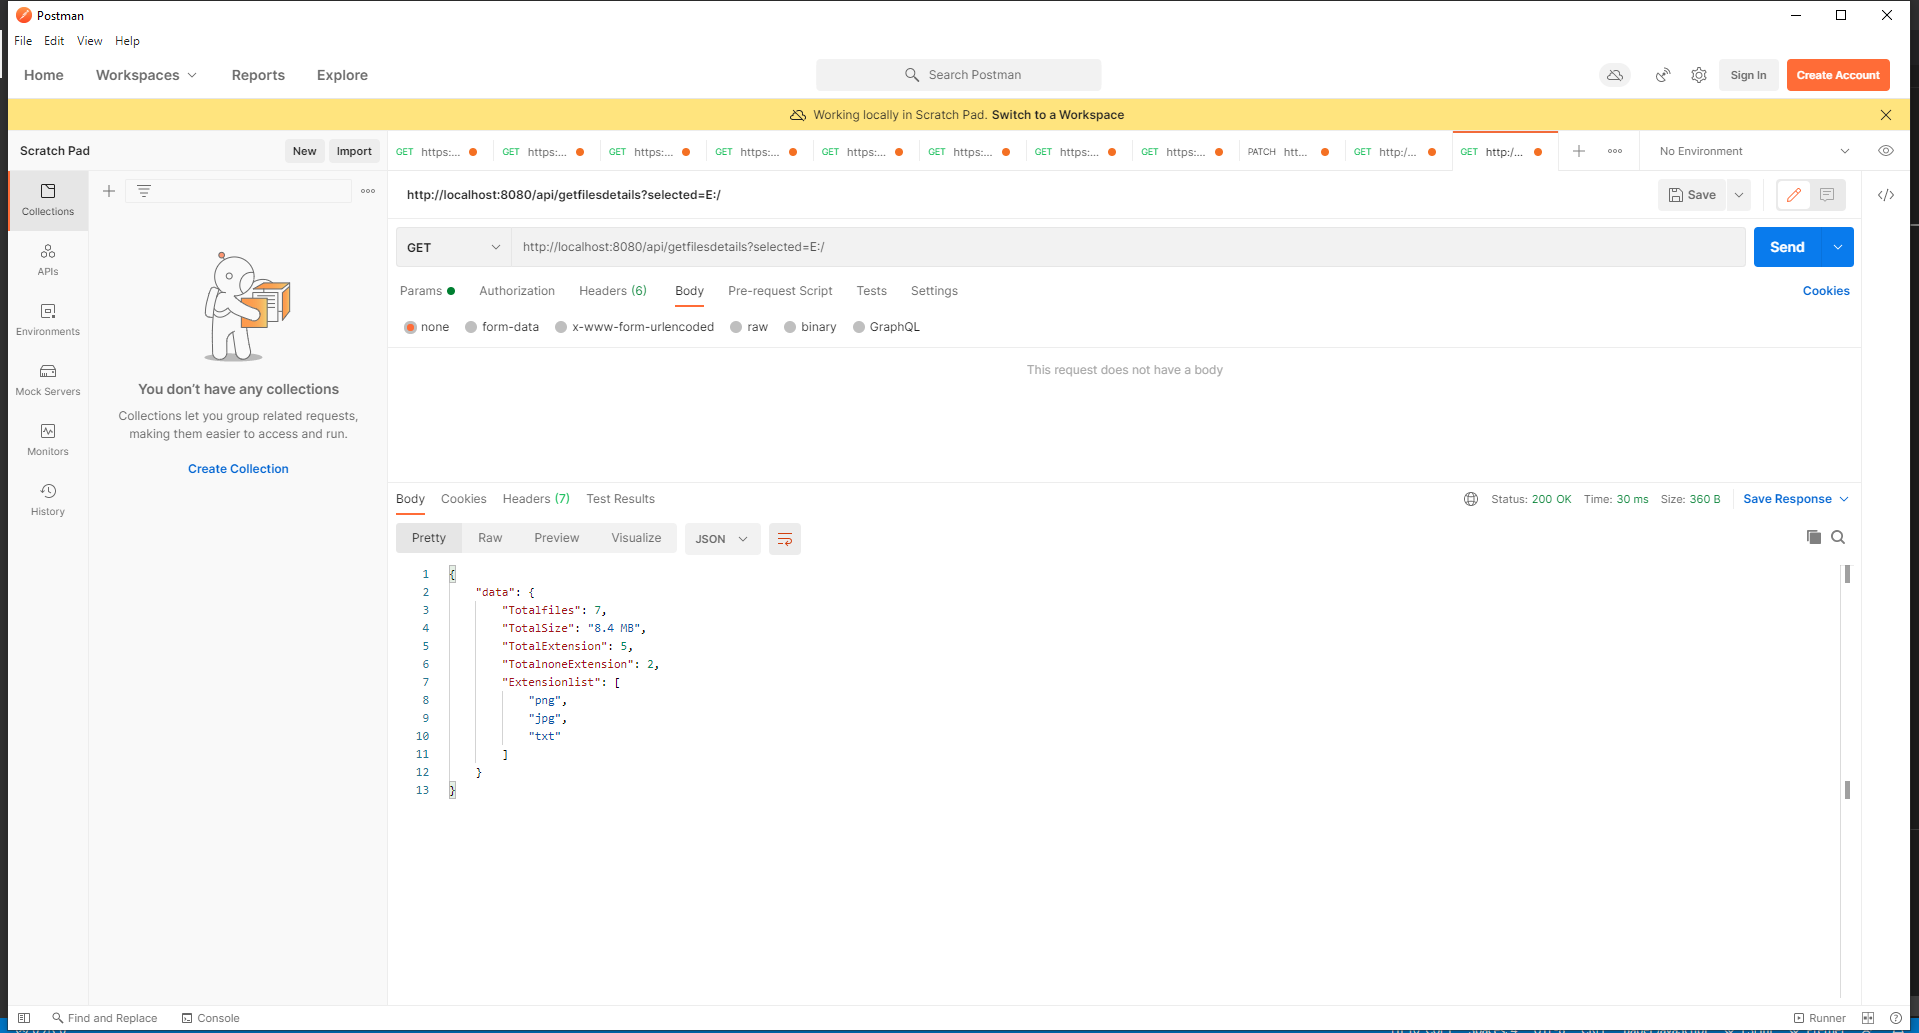 Postman
File Edit View Help
Home Workspaces Reports Explore Search Postman Sign In Create Account
Working locally in Scratch Pad. Switch to a Workspace
Scratch Pad New Import GET https:... GET https:... GET https:... GET https:... GET https:... GET https:... GET https:... GET https:... PATCH htt... GET http:/... GET http:/... No Environment
Collections
APIs
Environments
Mock Servers
Monitors
History
You don't have any collections
Collections let you group related requests,
making them easier to access and run.
Create Collection
http://localhost:8080/api/getfilesdetails?selected=E:/ Save
GET http://localhost:8080/api/getfilesdetails?selected=E:/ Send
Params Authorization Headers (6) Body Pre-request Script Tests Settings Cookies
none form-data x-www-form-urlencoded raw binary GraphQL
This request does not have a body
Body Cookies Headers (7) Test Results Status: 200 OK Time: 30 ms Size: 360 B Save Response
Pretty Raw Preview Visualize JSON
1 {
2 "data": {
3 "Totalfiles": 7,
4 "TotalSize": "8.4 MB",
5 "TotalExtension": 5,
6 "TotalnoneExtension": 2,
7 "Extensionlist": [
8 "png",
9 "jpg",
10 "txt"
11 ]
12 }
13 }
Find and Replace Console Runner